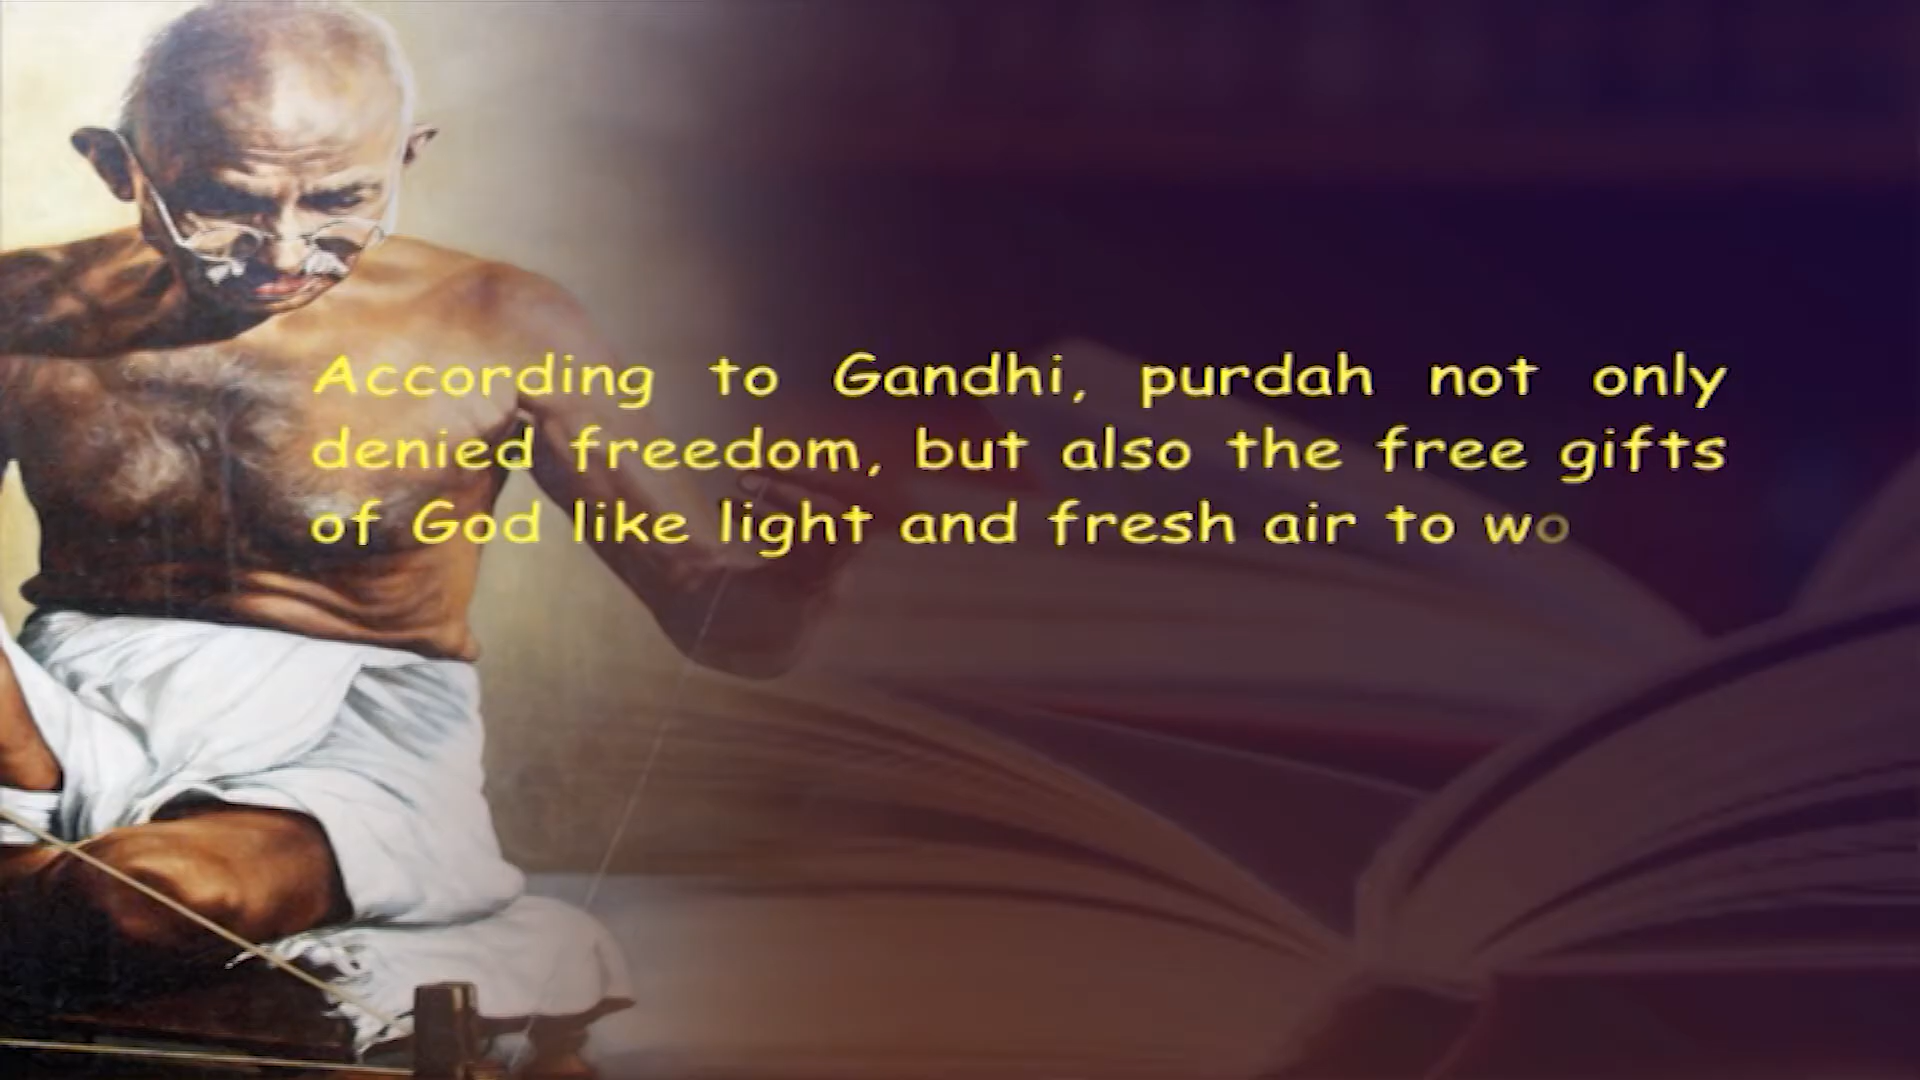 According to Gandhi, purdah not only
denied freedom, but also the free gifts
of God like light and fresh air to wo